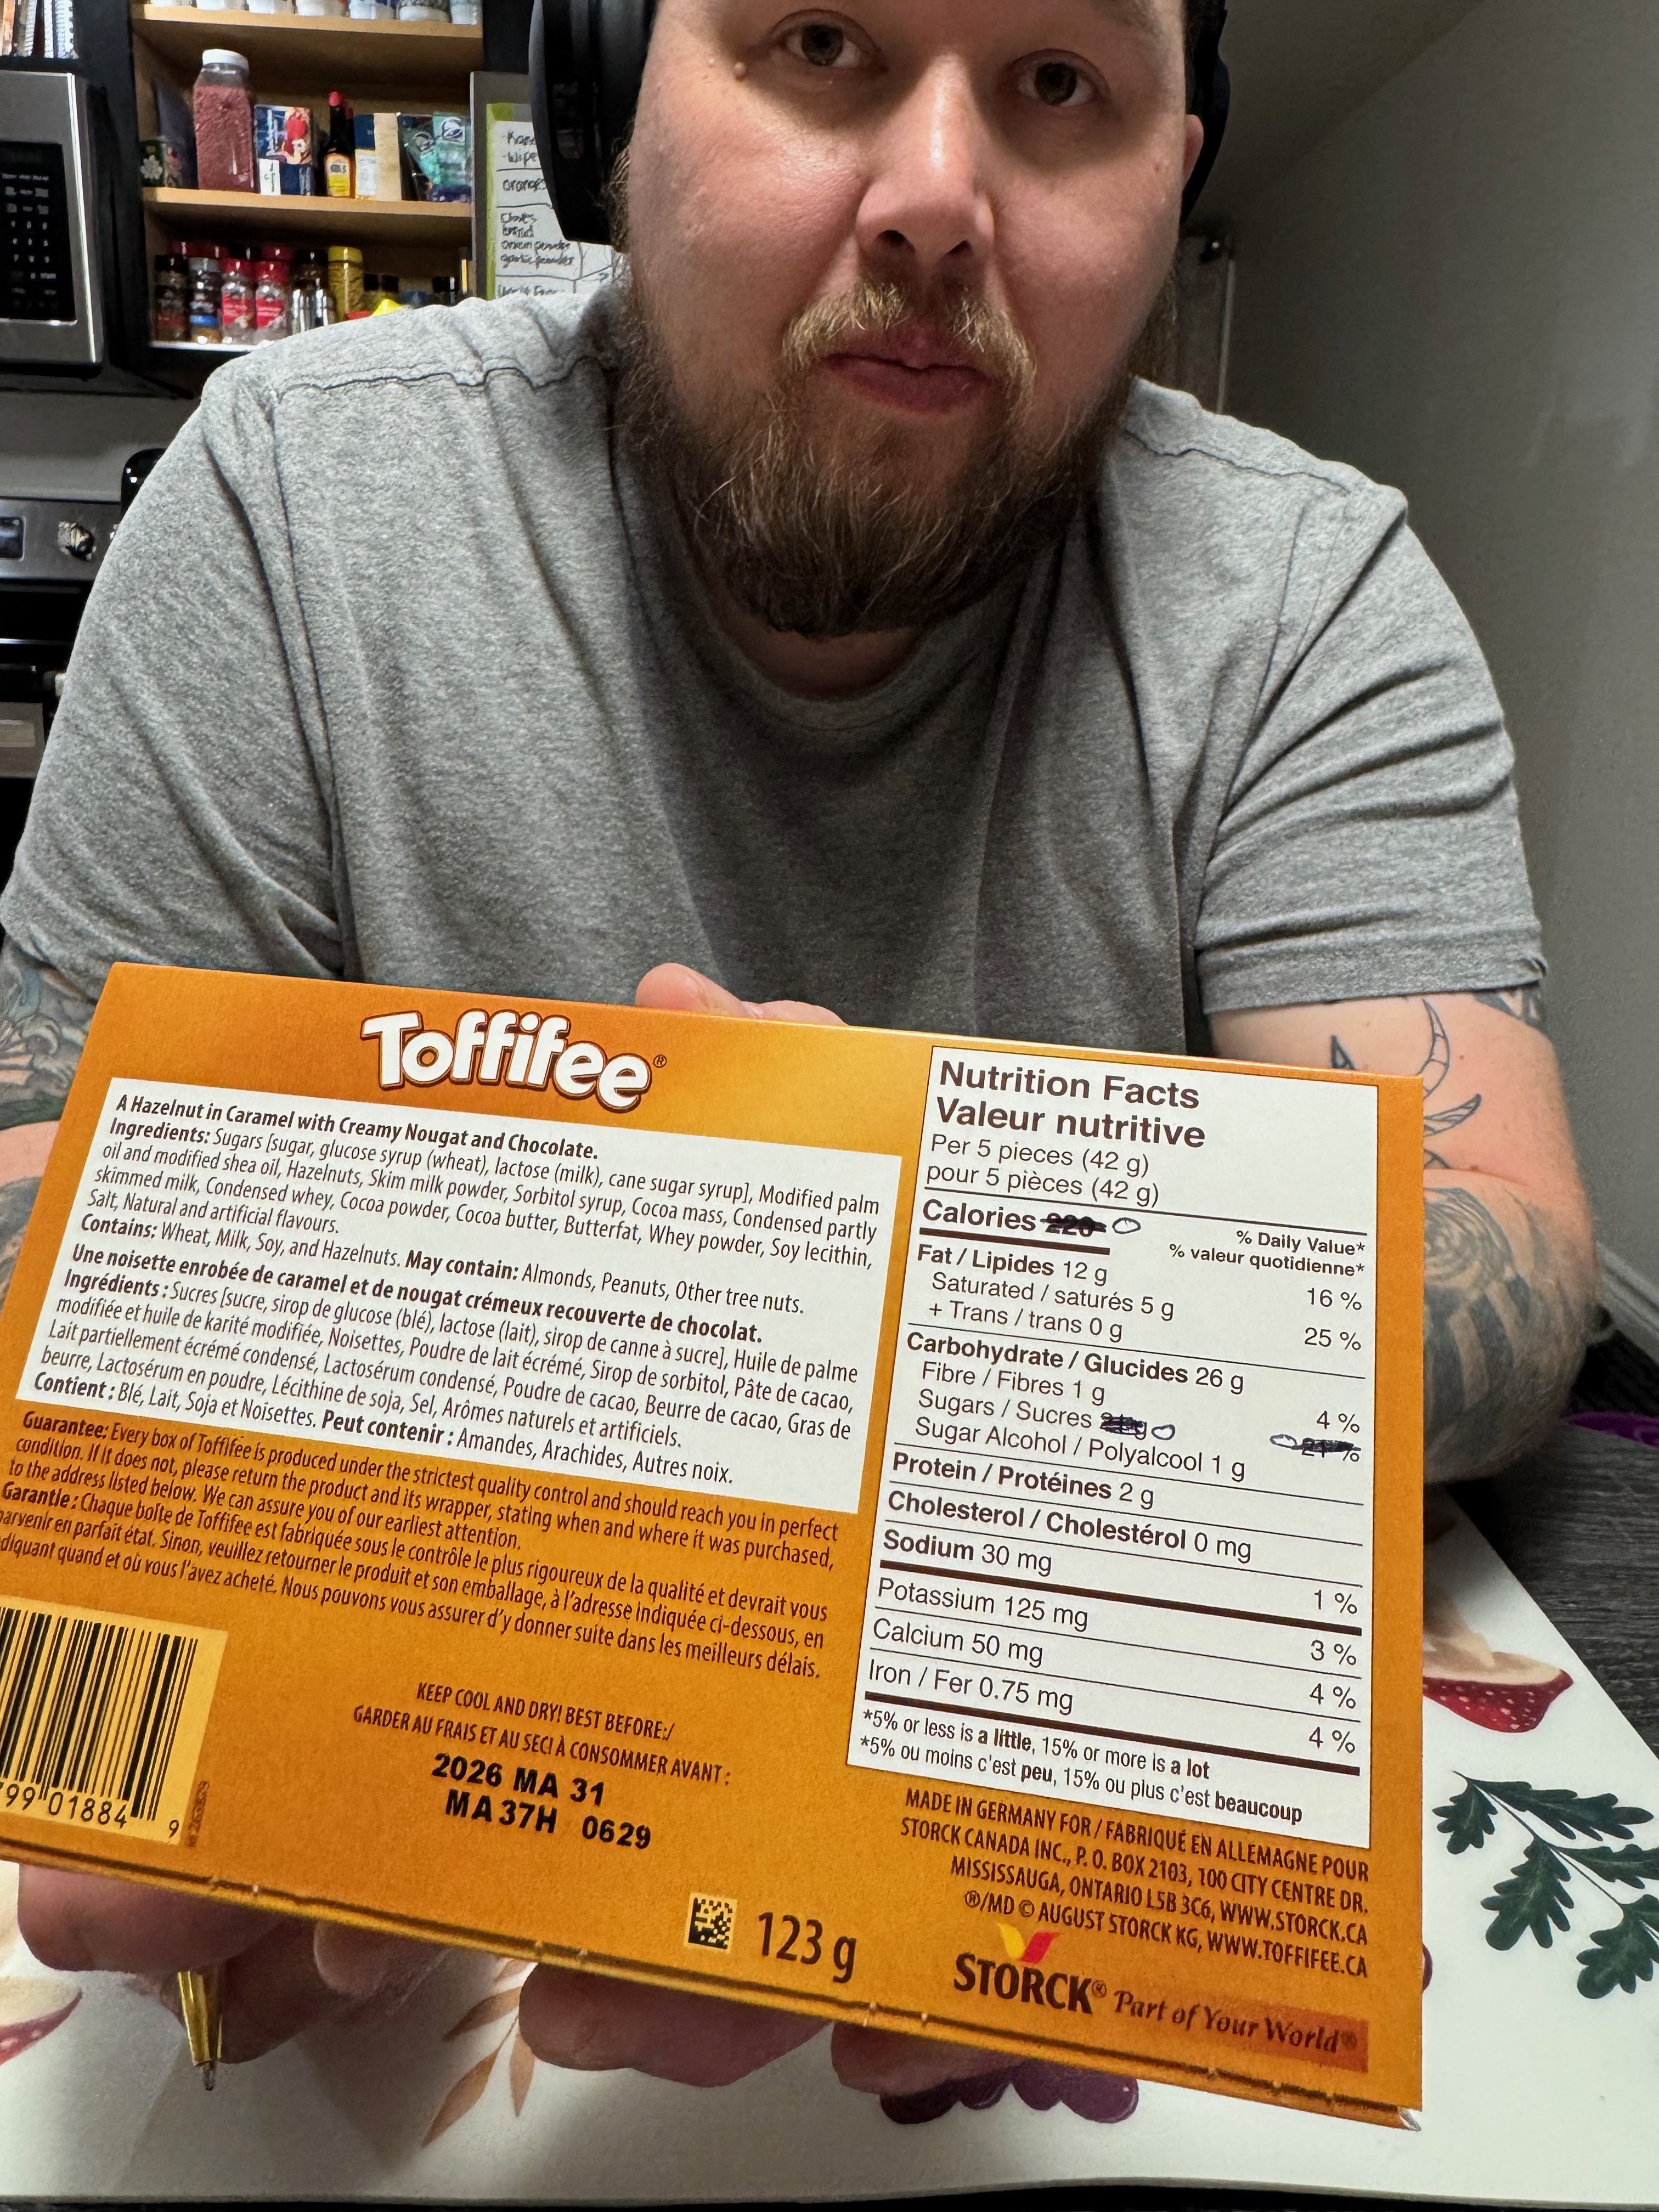 Toffifee®
A Hazelnut in Caramel with Creamy Nougat and Chocolate.
Ingredients: Sugars [sugar, glucose syrup (wheat), lactose (milk), cane sugar syrup], Modified palm
oil and modified shea oil, Hazelnuts, Skim milk powder, Sorbitol syrup, Cocoa mass, Condensed partly
skimmed milk, Condensed whey, Cocoa powder, Cocoa butter, Butterfat, Whey powder, Soy lecithin,
Salt, Natural and artificial flavours.
Contains: Wheat, Milk, Soy, and Hazelnuts. May contain: Almonds, Peanuts, Other tree nuts.
Une noisette enrobée de caramel et de nougat crémeux recouverte de chocolat.
Ingrédients : Sucres [sucre, sirop de glucose (blé), lactose (lait), sirop de canne à sucre], Huile de palme
modifiée et huile de karité modifiée, Noisettes, Poudre de lait écrémé, Sirop de sorbitol, Pâte de cacao,
Lait partiellement écrémé condensé, Lactosérum condensé, Poudre de cacao, Beurre de cacao, Gras de
beurre, Lactosérum en poudre, Lécithine de soja, Sel, Arômes naturels et artificiels.
Contient : Blé, Lait, Soja et Noisettes. Peut contenir : Amandes, Arachides, Autres noix.
Guarantee: Every box of Toffifee is produced under the strictest quality control and should reach you in perfect
condition. If it does not, please return the product and its wrapper, stating when and where it was purchased,
to the address listed below. We can assure you of our earliest attention.
Garantie : Chaque boîte de Toffifee est fabriquée sous le contrôle le plus rigoureux de la qualité et devrait vous
parvenir en parfait état. Sinon, veuillez retourner le produit et son emballage, à l'adresse indiquée ci-dessous, en
diquant quand et où vous l'avez acheté. Nous pouvons vous assurer d'y donner suite dans les meilleurs délais.
KEEP COOL AND DRY! BEST BEFORE:/
GARDER AU FRAIS ET AU SEC! À CONSOMMER AVANT :
2026 MA 31
MA37H 0629
99 01884 9
123 g
Nutrition Facts
Valeur nutritive
Per 5 pieces (42 g)
pour 5 pièces (42 g)
Calories 220 0
% Daily Value*
% valeur quotidienne*
Fat / Lipides 12 g 16 %
Saturated / saturés 5 g
+ Trans / trans 0 g 25 %
Carbohydrate / Glucides 26 g
Fibre / Fibres 1 g 4 %
Sugars / Sucres 0 0 21 %
Sugar Alcohol / Polyalcool 1 g
Protein / Protéines 2 g
Cholesterol / Cholestérol 0 mg
Sodium 30 mg 1 %
Potassium 125 mg 3 %
Calcium 50 mg 4 %
Iron / Fer 0.75 mg 4 %
*5% or less is a little, 15% or more is a lot
*5% ou moins c'est peu, 15% ou plus c'est beaucoup
MADE IN GERMANY FOR / FABRIQUÉ EN ALLEMAGNE POUR
STORCK CANADA INC., P. O. BOX 2103, 100 CITY CENTRE DR.
MISSISSAUGA, ONTARIO L5B 3C6, WWW.STORCK.CA
®/MD © AUGUST STORCK KG, WWW.TOFFIFEE.CA
STORCK® Part of Your World®